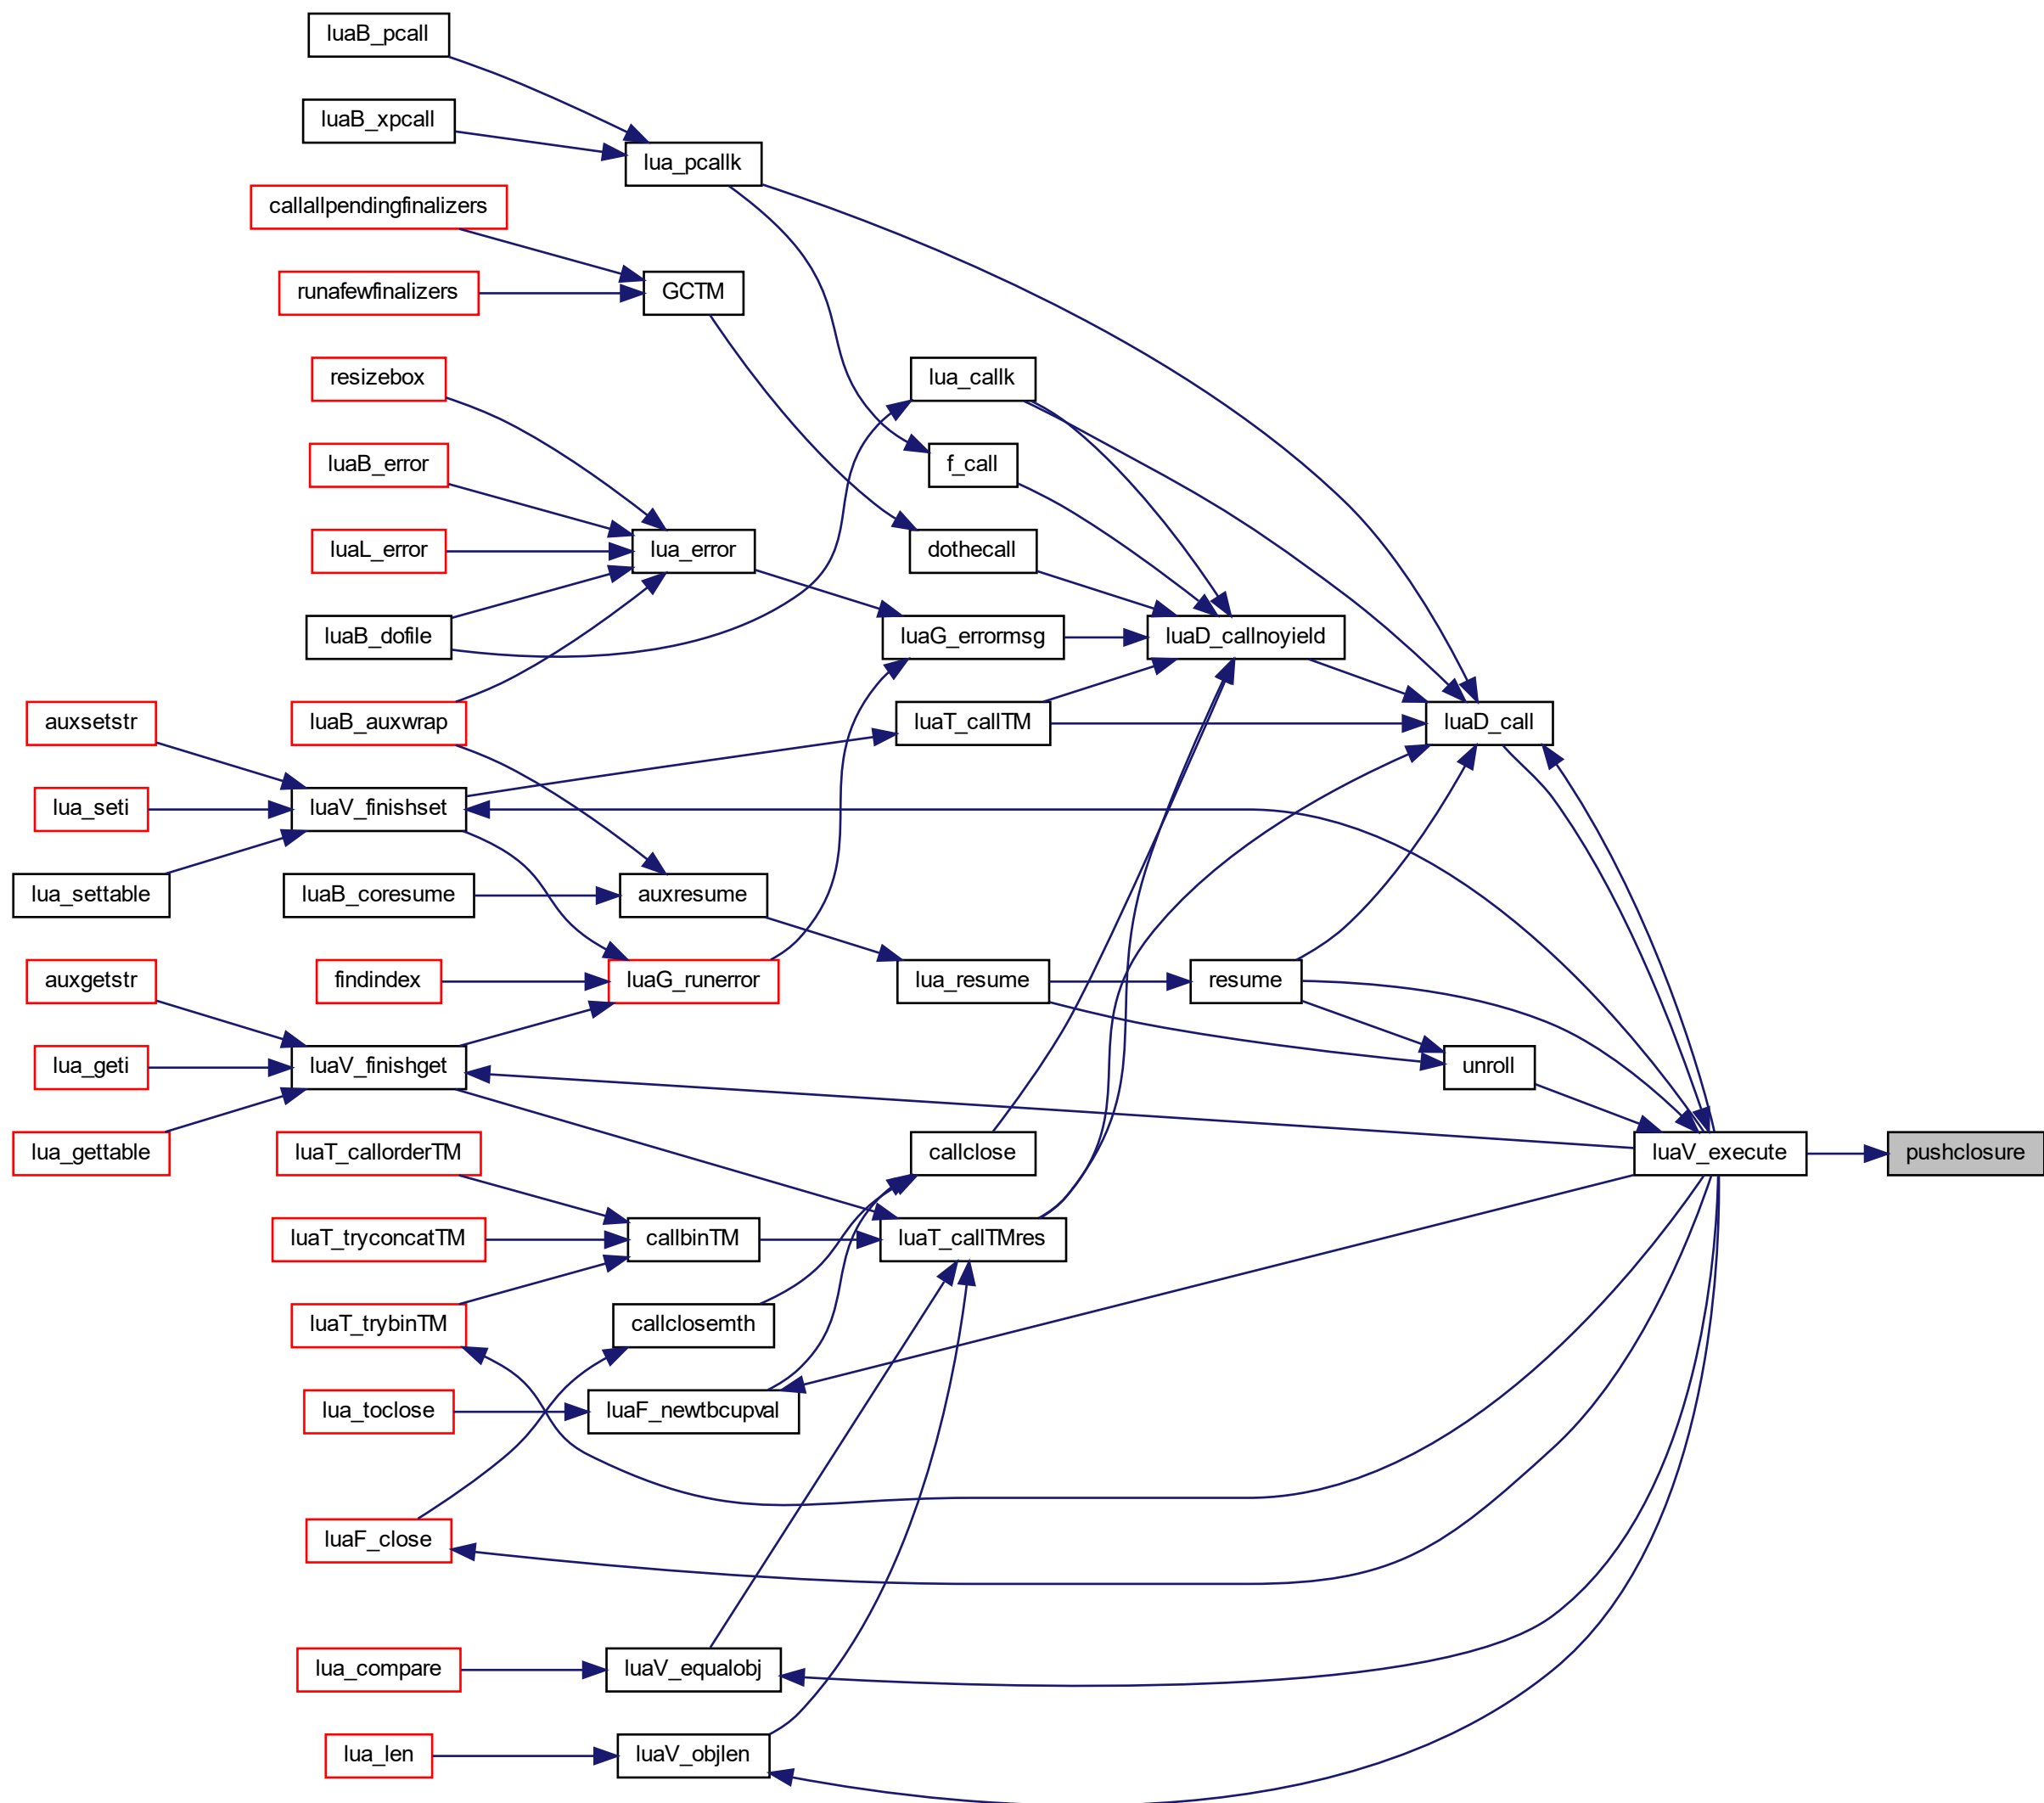 luaB_pcall
luaB_xpcall
lua_pcallk
callallpendingfinalizers
runafewfinalizers
GCTM
resizebox
lua_callk
luaB_error
f_call
luaL_error
lua_error
dothecall
luaB_dofile
luaG_errormsg
luaD_callnoyield
auxsetstr
luaB_auxwrap
luaT_callTM
luaD_call
lua_seti
luaV_finishset
lua_settable
luaB_coresume
auxresume
auxgetstr
findindex
luaG_runerror
lua_resume
resume
lua_geti
luaV_finishget
unroll
lua_gettable
luaT_callorderTM
callclose
luaV_execute
pushclosure
luaT_tryconcatTM
callbinTM
luaT_callTMres
luaT_trybinTM
callclosemth
lua_toclose
luaF_newtbcupval
luaF_close
lua_compare
luaV_equalobj
lua_len
luaV_objlen